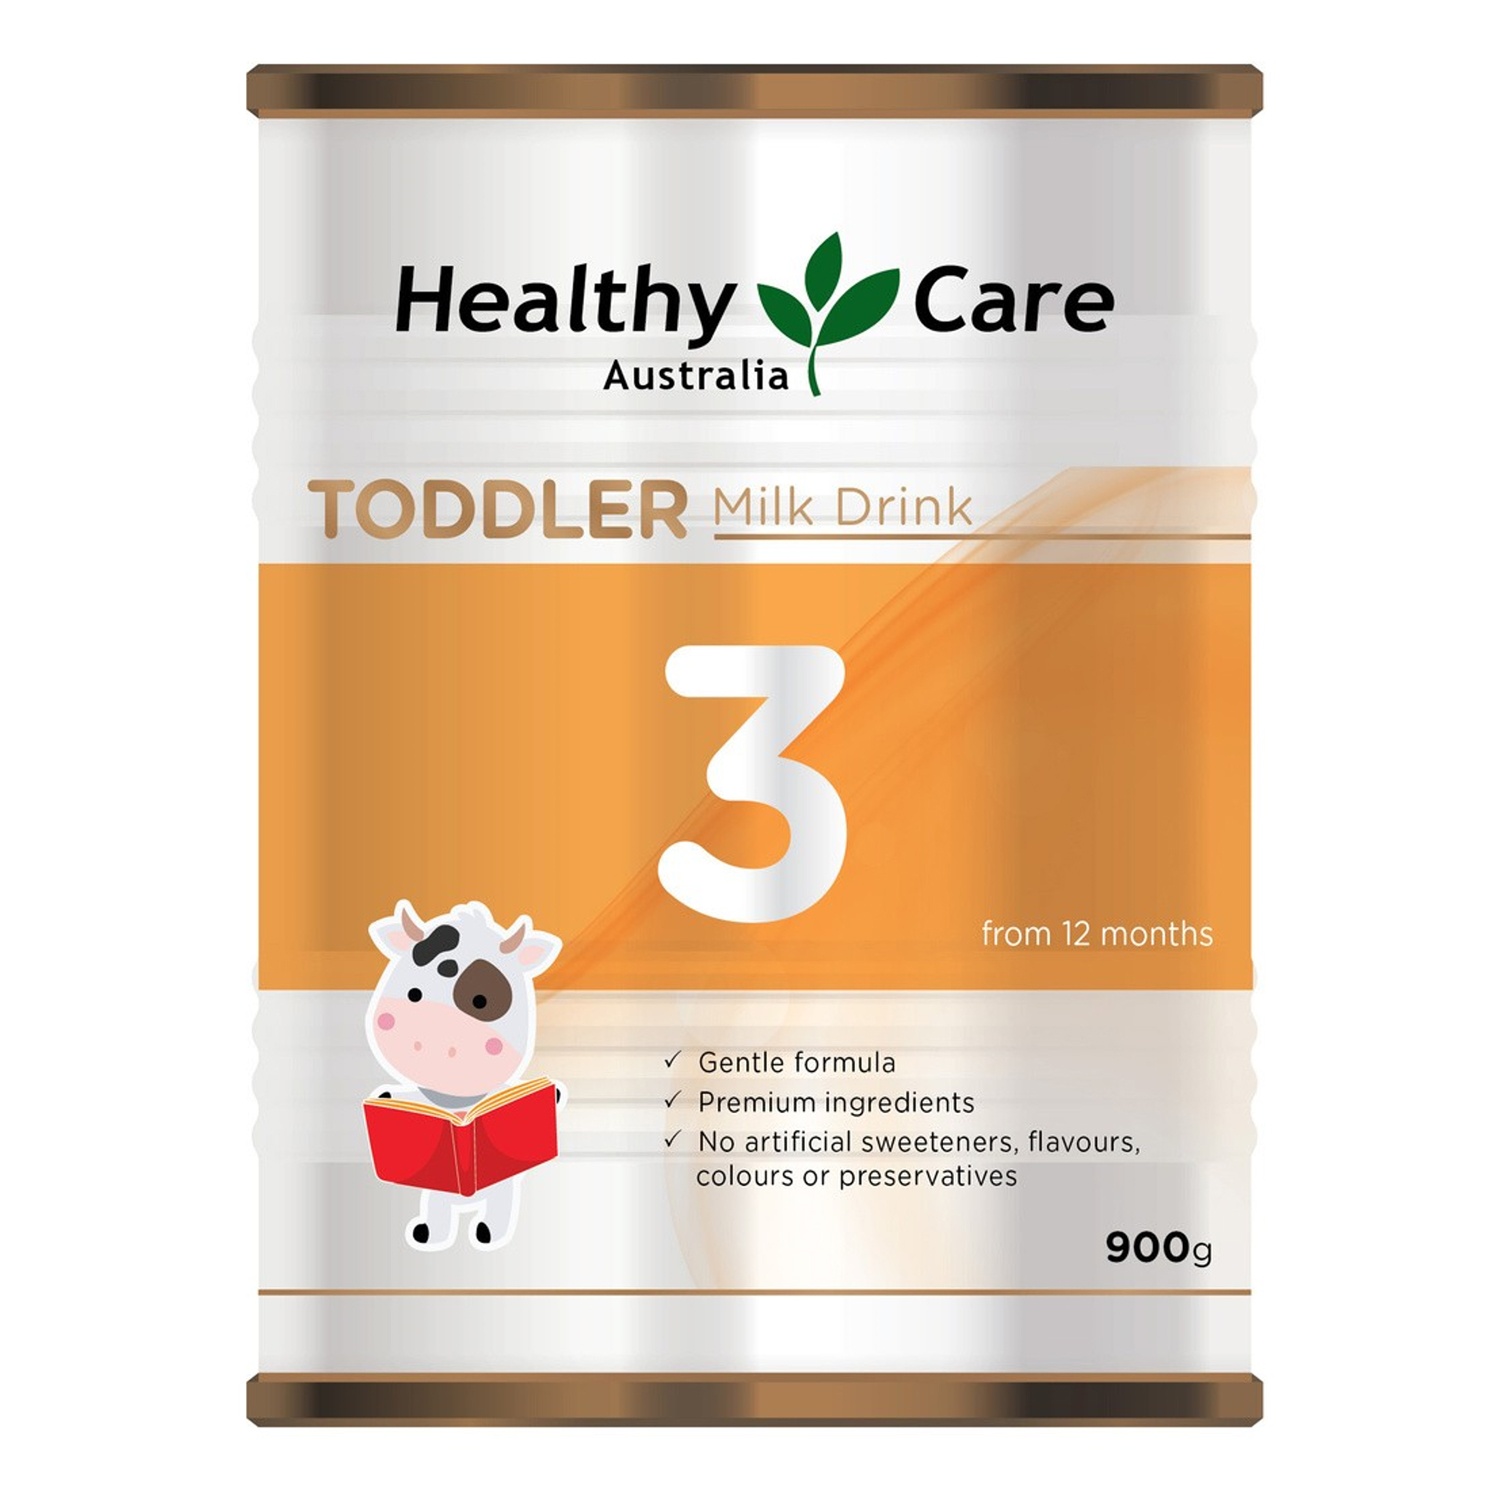 Healthy Care
Australia
TODDLER Milk Drink
3
from 12 months
✓ Gentle formula
✓ Premium ingredients
✓ No artificial sweeteners, flavours,
colours or preservatives
900g